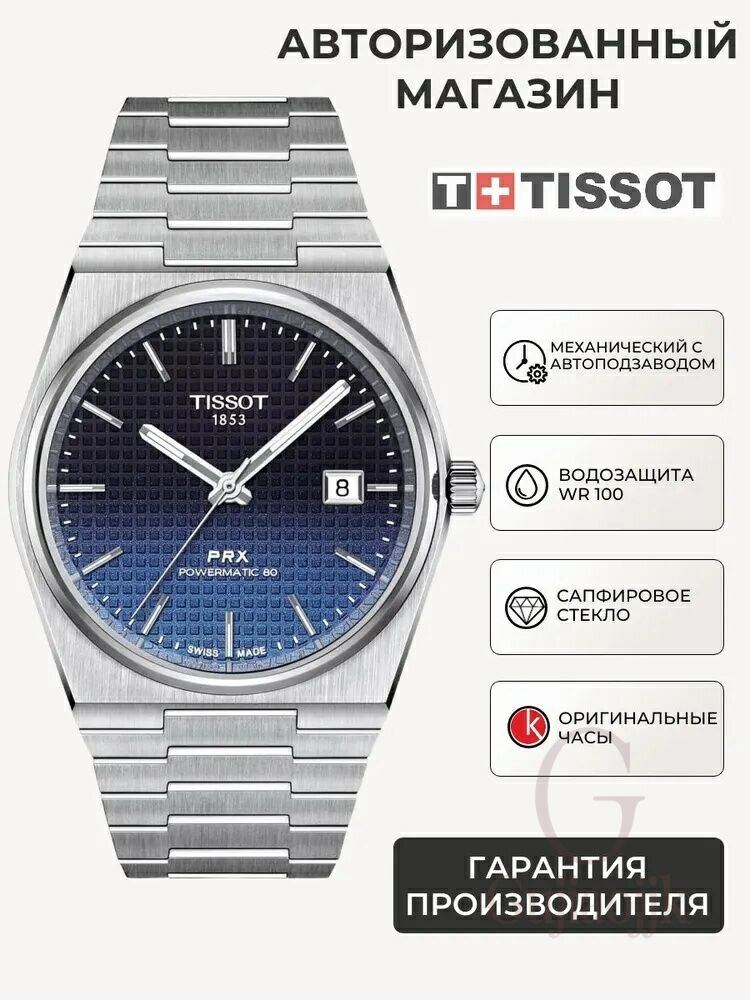 АВТОРИЗОВАННЫЙ
МАГАЗИН
T+TISSOT
МЕХАНИЧЕСКИЙ С
АВТОПОДЗАВОДОМ
ВОДОЗАЩИТА
WR 100
САПФИРОВОЕ
СТЕКЛО
k ОРИГИНАЛЬНЫЕ
ЧАСЫ
G
ГАРАНТИЯ
ПРОИЗВОДИТЕЛЯ
TISSOT
1853
8
PRX
POWERMATIC 80
SWISS MADE